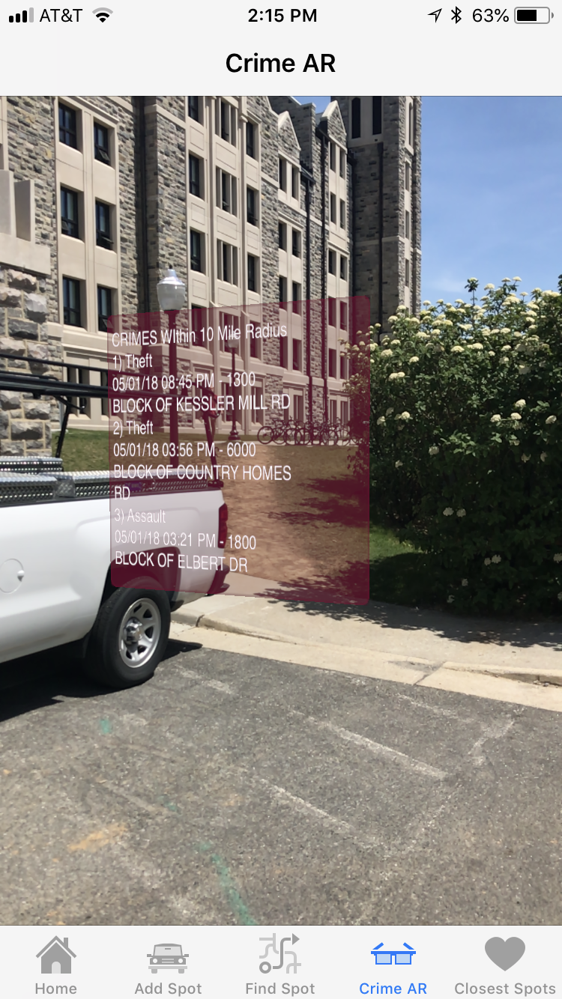 AT&T 2:15 PM 63%
Crime AR
CRIMES WIthin 10 Mile Radius
1) Theft
05/01/18 08:45 PM - 1300
BLOCK OF KESSLER MILL RD
2) Theft
05/01/18 03:56 PM - 6000
BLOCK OF COUNTRY HOMES
RD
3) Assault
05/01/18 03:21 PM - 1800
BLOCK OF ELBERT DR
Home Add Spot Find Spot Crime AR Closest Spots